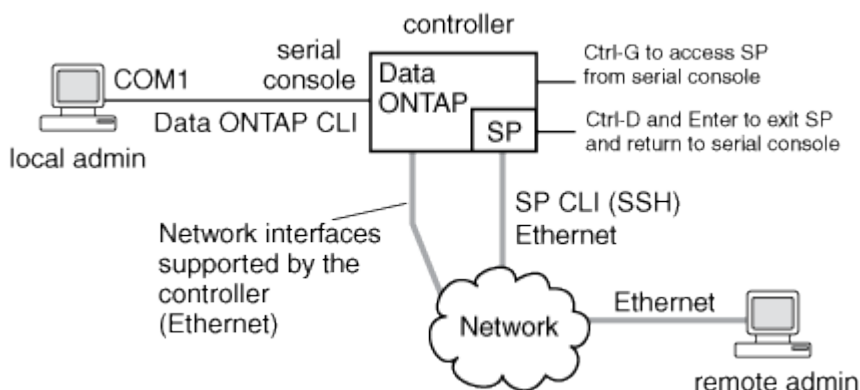 controller
serial
console
COM1
Data ONTAP CLI
local admin
Data
ONTAP
SP
Ctrl-G to access SP
from serial console
Ctrl-D and Enter to exit SP
and return to serial console
Network interfaces
supported by the
controller
(Ethernet)
SP CLI (SSH)
Ethernet
Network
Ethernet
remote admin